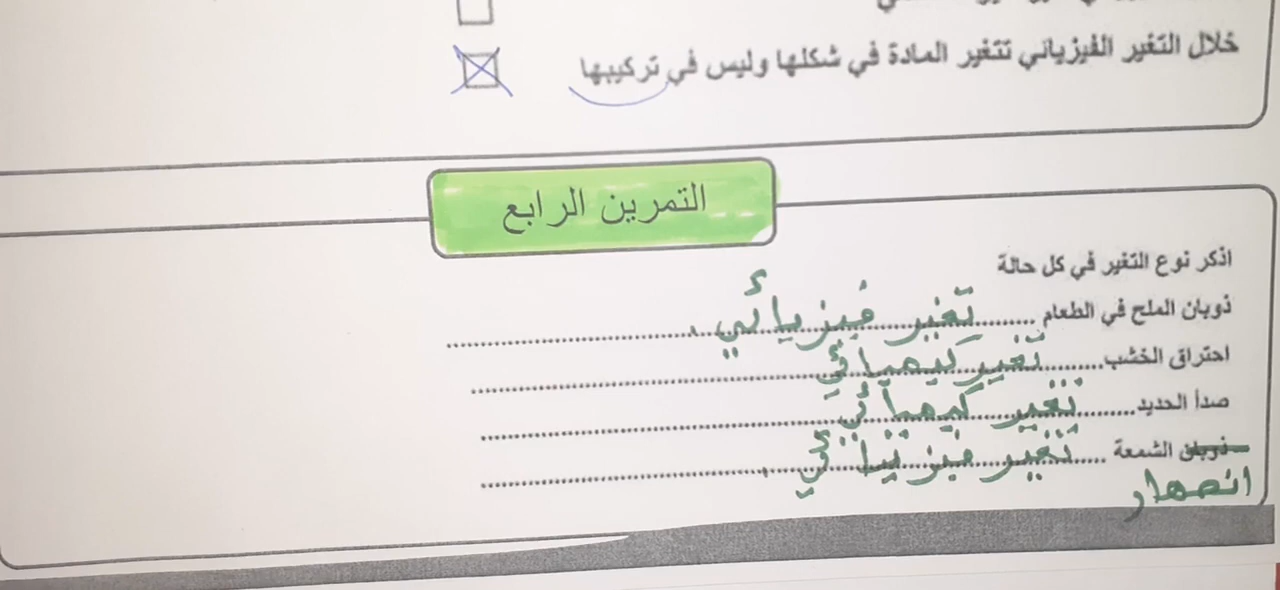 خلال التغير الفيزيائي تتغير المادة في شكلها وليس في تركيبها
التمرين الرابع
اذكر نوع التغير في كل حالة
ذوبان الملح في الطعام ........ تغير فيزيائي
احتراق الخشب ........ تغير كيميائي
صدأ الحديد ........ تغير كيميائي
ذوبان الشمعة ........ تغير فيزيائي
انصهار